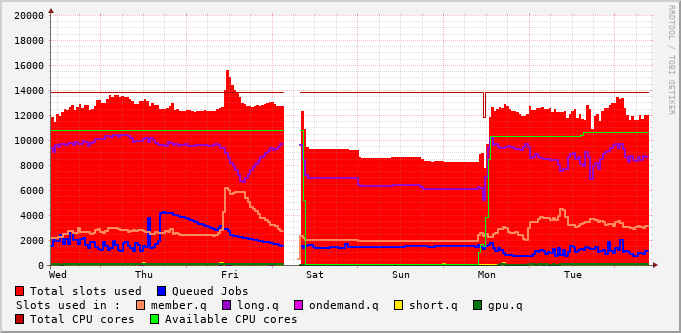 20000
18000
16000
14000
12000
10000
8000
6000
4000
2000
0
Wed Thu Fri Sat Sun Mon Tue
RRDTOOL / TOBI OETIKER
Total slots used Queued Jobs
Slots used in : member.q long.q ondemand.q short.q gpu.q
Total CPU cores Available CPU cores